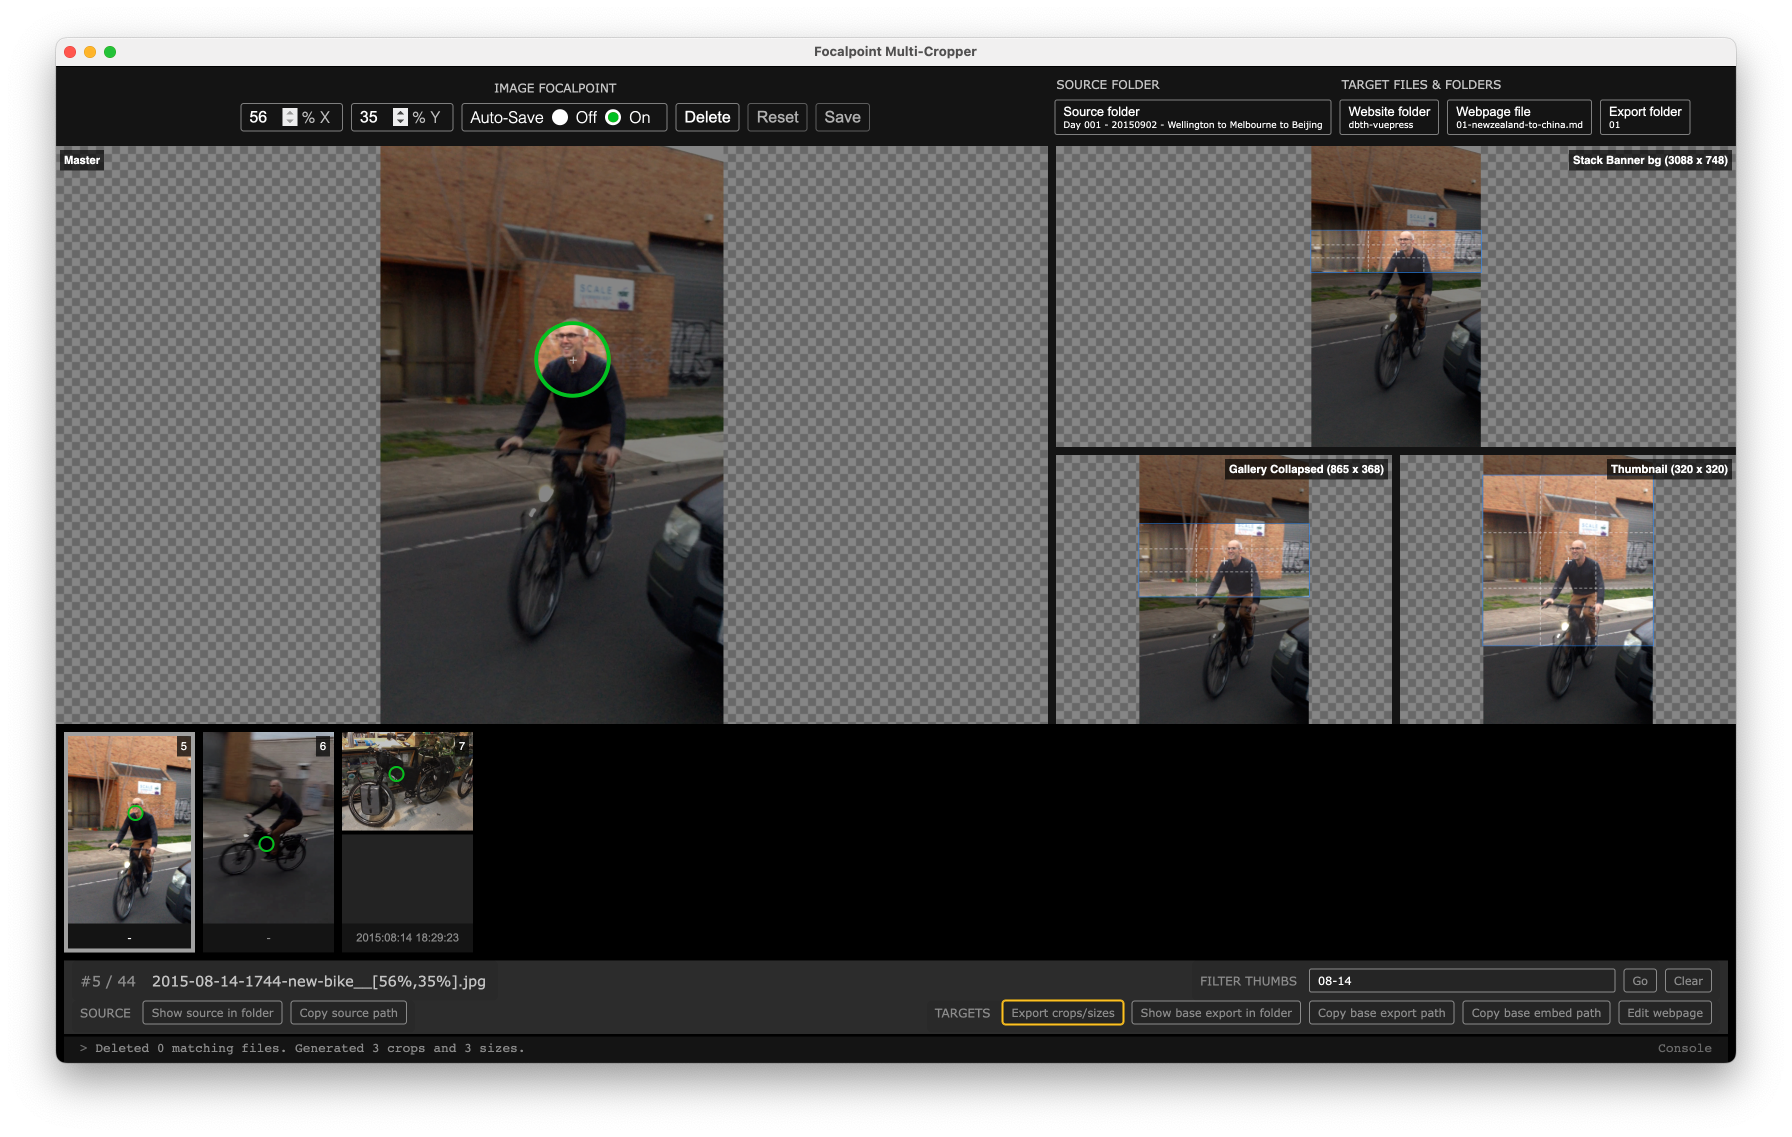 Focalpoint Multi-Cropper
IMAGE FOCALPOINT
56 % X
35 % Y
Auto-Save Off On
Delete
Reset
Save
SOURCE FOLDER
Source folder
Day 001 - 20150902 - Wellington to Melbourne to Beijing
TARGET FILES & FOLDERS
Website folder
dbth-vuepress
Webpage file
01-newzealand-to-china.md
Export folder
01
Master
SCALE
Stack Banner bg (3088 x 748)
Gallery Collapsed (865 x 368)
SCALE
Thumbnail (320 x 320)
SCALE
5
-
6
-
7
2015:08:14 18:29:23
#5 / 44 2015-08-14-1744-new-bike__[56%,35%].jpg
FILTER THUMBS 08-14 Go Clear
SOURCE Show source in folder Copy source path
TARGETS Export crops/sizes Show base export in folder Copy base export path Copy base embed path Edit webpage
> Deleted 0 matching files. Generated 3 crops and 3 sizes.
Console